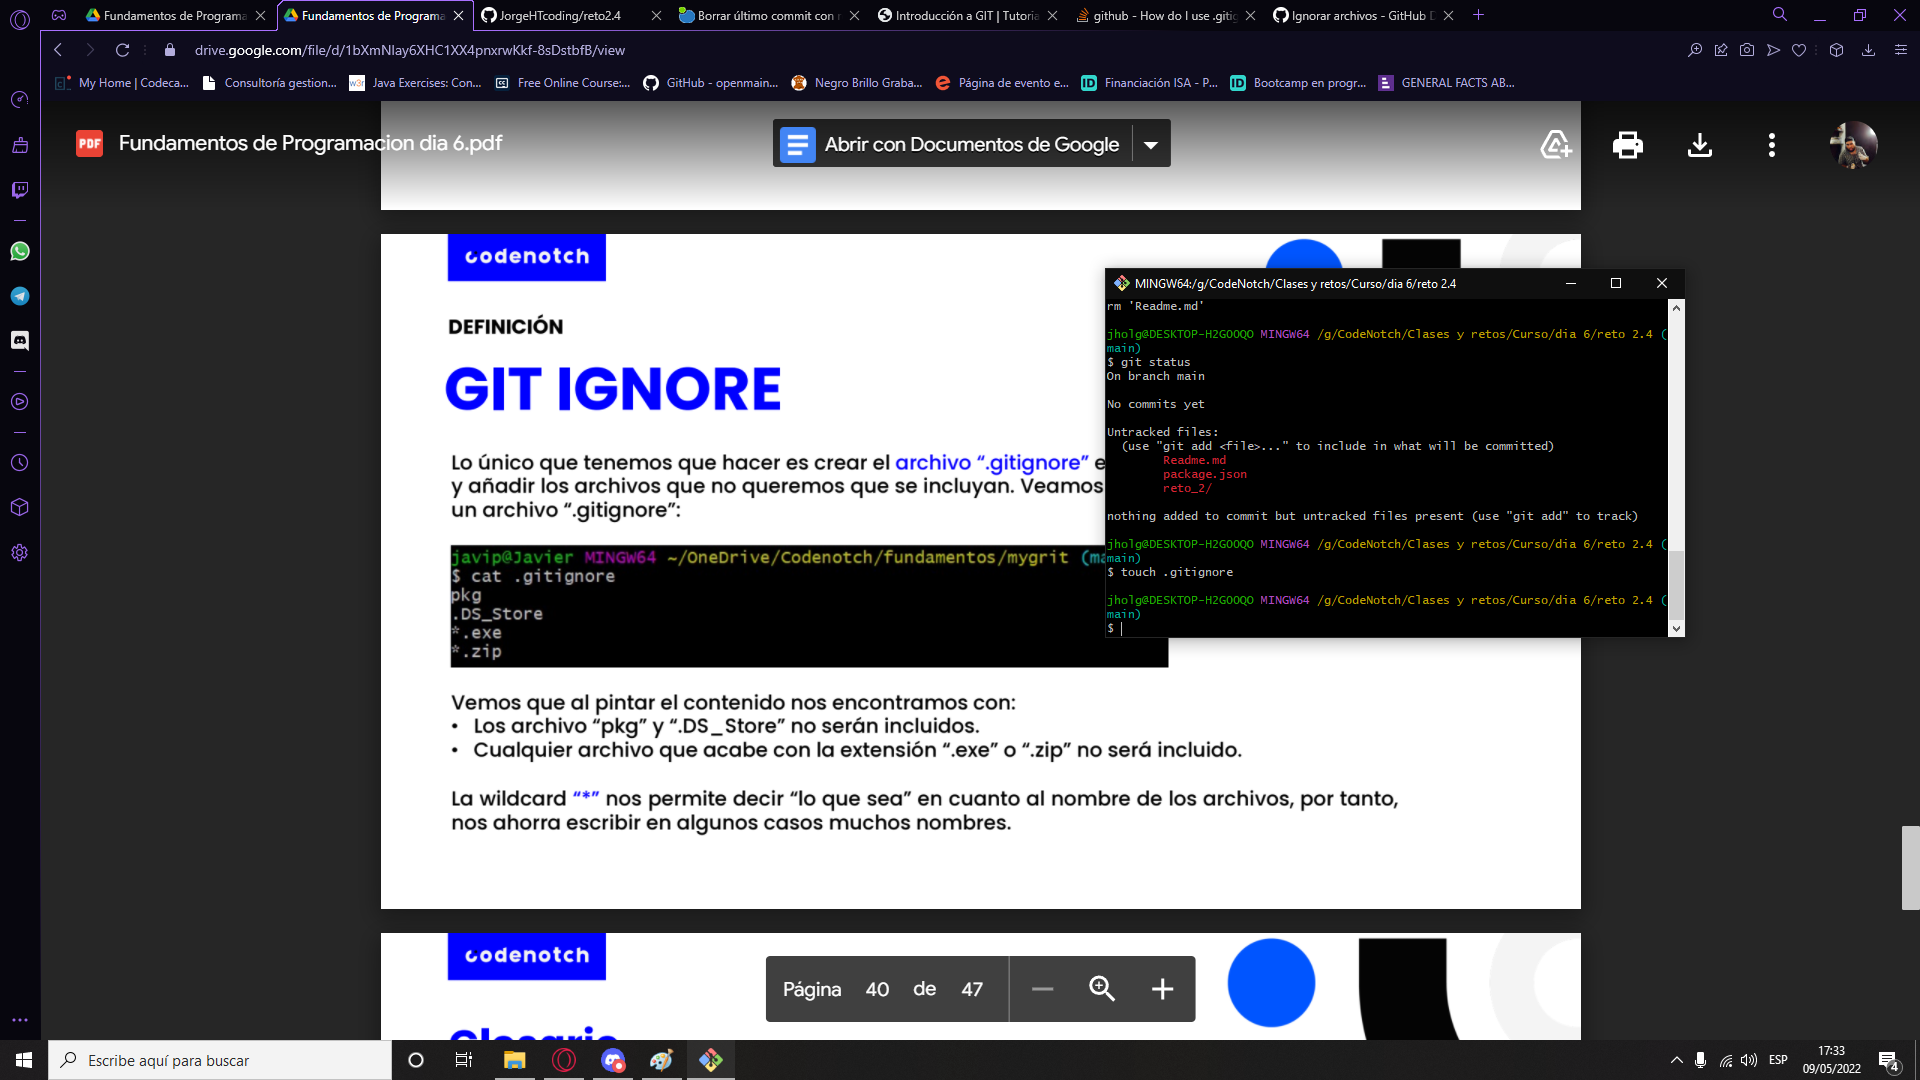 Fundamentos de Programa
Fundamentos de Programa
JorgeHTcoding/reto2.4
Borrar último commit con r
Introducción a GIT | Tutoria
github - How do I use .gitig
Ignorar archivos - GitHub D
drive.google.com/file/d/1bXmNlay6XHC1XX4pnxrwKkf-8sDstbfB/view
My Home | Codeca...
Consultoría gestion...
w3r
Java Exercises: Con...
Free Online Course:...
GitHub - openmain...
Negro Brillo Graba...
Página de evento e...
ID
Financiación ISA - P...
ID
Bootcamp en progr...
GENERAL FACTS AB...
PDF
Fundamentos de Programacion dia 6.pdf
Abrir con Documentos de Google
codenotch
DEFINICIÓN
GIT IGNORE
Lo único que tenemos que hacer es crear el archivo “.gitignore” e
y añadir los archivos que no queremos que se incluyan. Veamos
un archivo “.gitignore”:
javip@Javier MINGW64 ~/OneDrive/Codenotch/fundamentos/mygrit (ma
$ cat .gitignore
pkg
.DS_Store
*.exe
*.zip
Vemos que al pintar el contenido nos encontramos con:
• Los archivo “pkg” y “.DS_Store” no serán incluidos.
• Cualquier archivo que acabe con la extensión “.exe” o “.zip” no será incluido.
La wildcard “*” nos permite decir “lo que sea” en cuanto al nombre de los archivos, por tanto,
nos ahorra escribir en algunos casos muchos nombres.
MINGW64:/g/CodeNotch/Clases y retos/Curso/dia 6/reto 2.4
rm 'Readme.md'
jholg@DESKTOP-H2GOOQO MINGW64 /g/CodeNotch/Clases y retos/Curso/dia 6/reto 2.4 (
main)
$ git status
On branch main
No commits yet
Untracked files:
(use "git add <file>..." to include in what will be committed)
Readme.md
package.json
reto_2/
nothing added to commit but untracked files present (use "git add" to track)
jholg@DESKTOP-H2GOOQO MINGW64 /g/CodeNotch/Clases y retos/Curso/dia 6/reto 2.4 (
main)
$ touch .gitignore
jholg@DESKTOP-H2GOOQO MINGW64 /g/CodeNotch/Clases y retos/Curso/dia 6/reto 2.4 (
main)
$
codenotch
Glosario
Página 40 de 47
Escribe aquí para buscar
ESP
17:33
09/05/2022
4